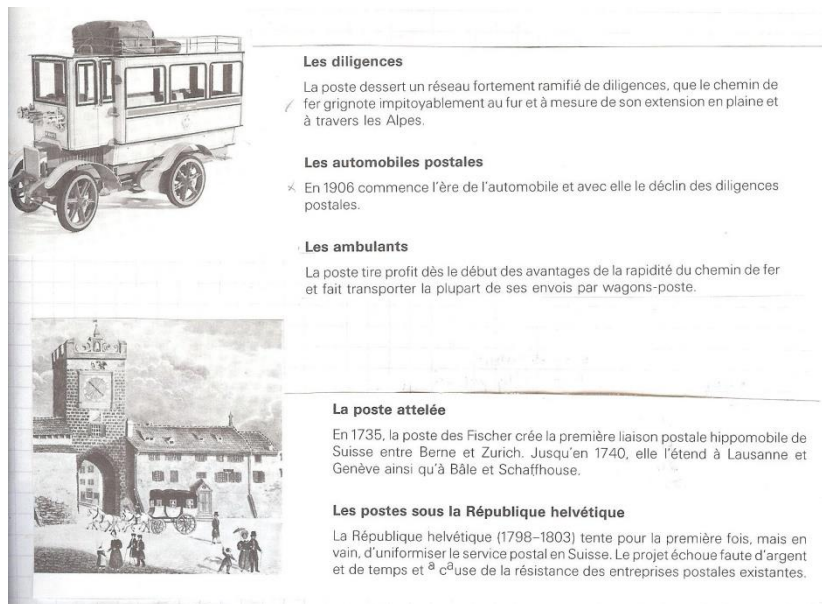 Les diligences
La poste dessert un réseau fortement ramifié de diligences, que le chemin de
fer grignote impitoyablement au fur et à mesure de son extension en plaine et
à travers les Alpes.
Les automobiles postales
En 1906 commence l'ère de l'automobile et avec elle le déclin des diligences
postales.
Les ambulants
La poste tire profit dès le début des avantages de la rapidité du chemin de fer
et fait transporter la plupart de ses envois par wagons-poste.
La poste attelée
En 1735, la poste des Fischer crée la première liaison postale hippomobile de
Suisse entre Berne et Zurich. Jusqu'en 1740, elle l'étend à Lausanne et
Genève ainsi qu'à Bâle et Schaffhouse.
Les postes sous la République helvétique
La République helvétique (1798–1803) tente pour la première fois, mais en
vain, d'uniformiser le service postal en Suisse. Le projet échoue faute d'argent
et de temps et a cause de la résistance des entreprises postales existantes.